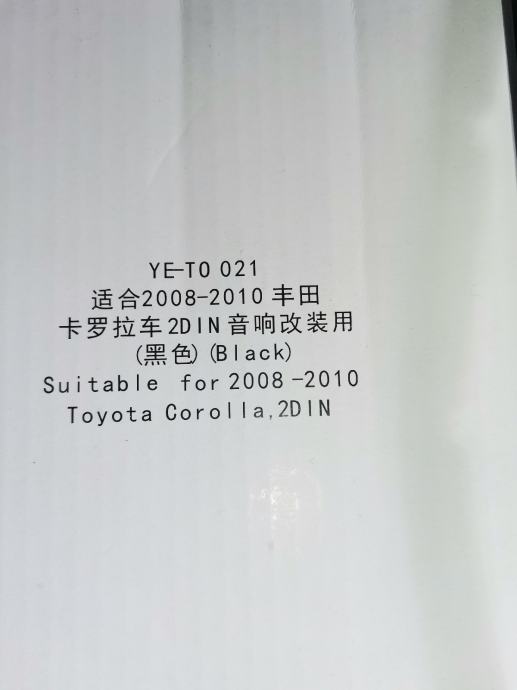 YE-TO 021
适合2008-2010 丰田
卡罗拉车2DIN音响改装用
(黑色)(Black)
Suitable for 2008-2010
Toyota Corolla,2DIN